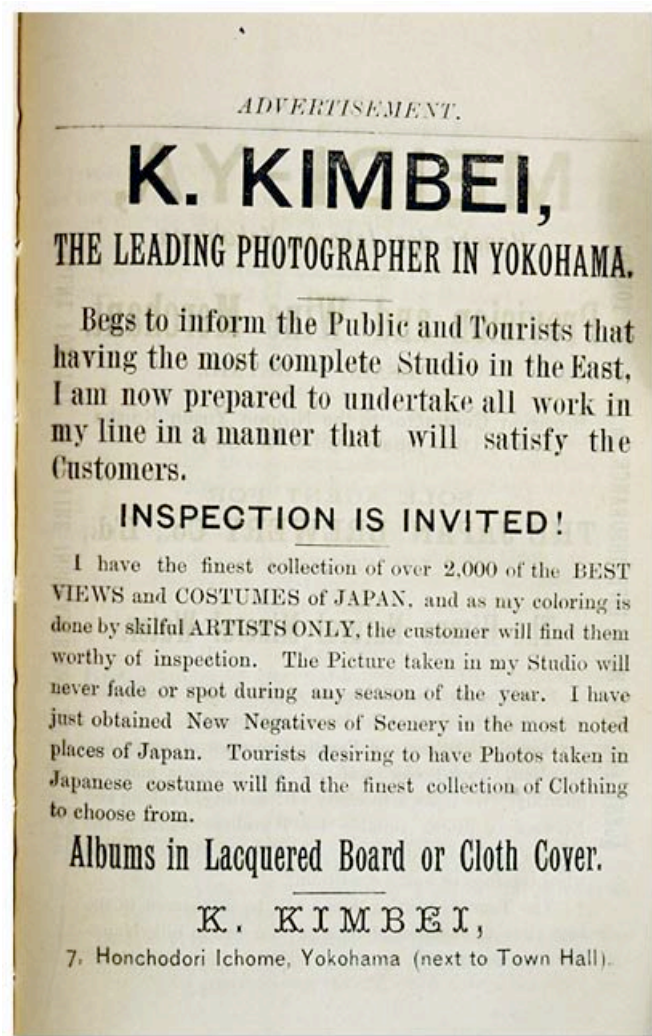 ADVERTISEMENT.
K. KIMBEI,
THE LEADING PHOTOGRAPHER IN YOKOHAMA.
Begs to inform the Public and Tourists that
having the most complete Studio in the East,
I am now prepared to undertake all work in
my line in a manner that will satisfy the
Customers.
INSPECTION IS INVITED!
I have the finest collection of over 2,000 of the BEST
VIEWS and COSTUMES of JAPAN, and as my coloring is
done by skilful ARTISTS ONLY, the customer will find them
worthy of inspection. The Picture taken in my Studio will
never fade or spot during any season of the year. I have
just obtained New Negatives of Scenery in the most noted
places of Japan. Tourists desiring to have Photos taken in
Japanese costume will find the finest collection of Clothing
to choose from.
Albums in Lacquered Board or Cloth Cover.
K. KIMBEI,
7, Honchodori Ichome, Yokohama (next to Town Hall).